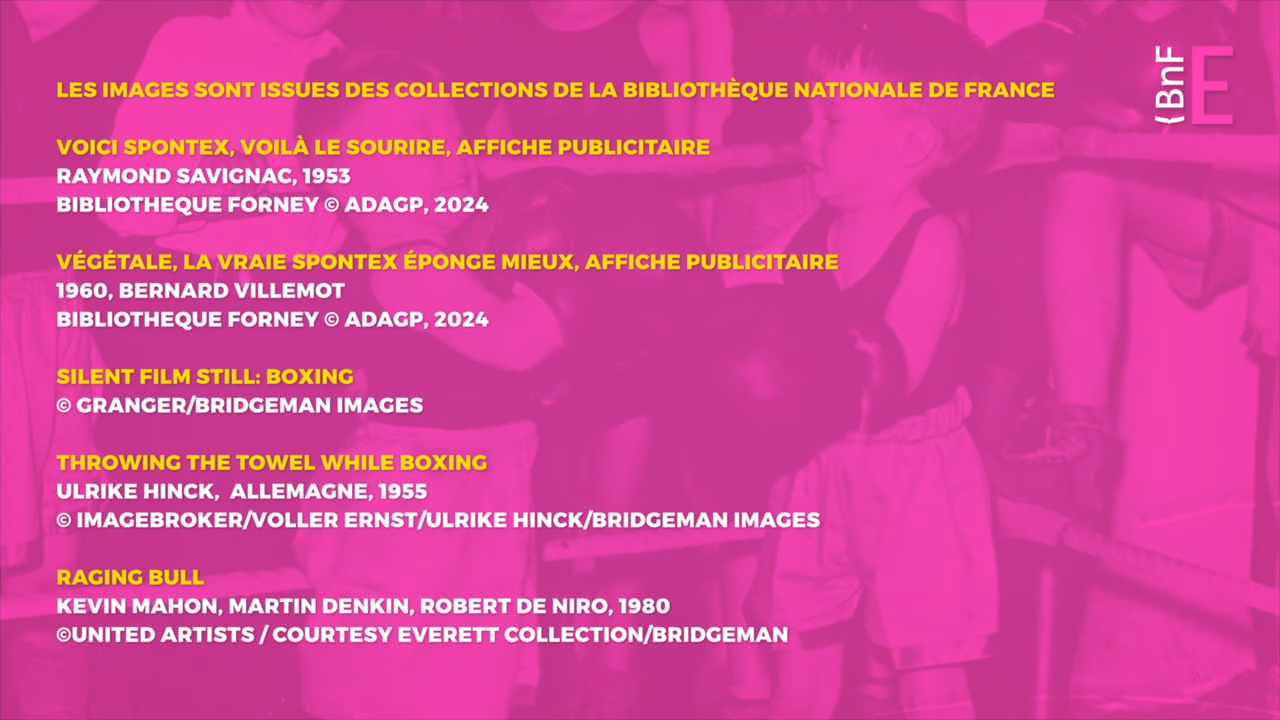 LES IMAGES SONT ISSUES DES COLLECTIONS DE LA BIBLIOTHÈQUE NATIONALE DE FRANCE
VOICI SPONTEX, VOILÀ LE SOURIRE, AFFICHE PUBLICITAIRE
RAYMOND SAVIGNAC, 1953
BIBLIOTHEQUE FORNEY © ADAGP, 2024
VÉGÉTALE, LA VRAIE SPONTEX ÉPONGE MIEUX, AFFICHE PUBLICITAIRE
1960, BERNARD VILLEMOT
BIBLIOTHEQUE FORNEY © ADAGP, 2024
SILENT FILM STILL: BOXING
© GRANGER/BRIDGEMAN IMAGES
THROWING THE TOWEL WHILE BOXING
ULRIKE HINCK, ALLEMAGNE, 1955
© IMAGEBROKER/VOLLER ERNST/ULRIKE HINCK/BRIDGEMAN IMAGES
RAGING BULL
KEVIN MAHON, MARTIN DENKIN, ROBERT DE NIRO, 1980
©UNITED ARTISTS / COURTESY EVERETT COLLECTION/BRIDGEMAN
(BnF E